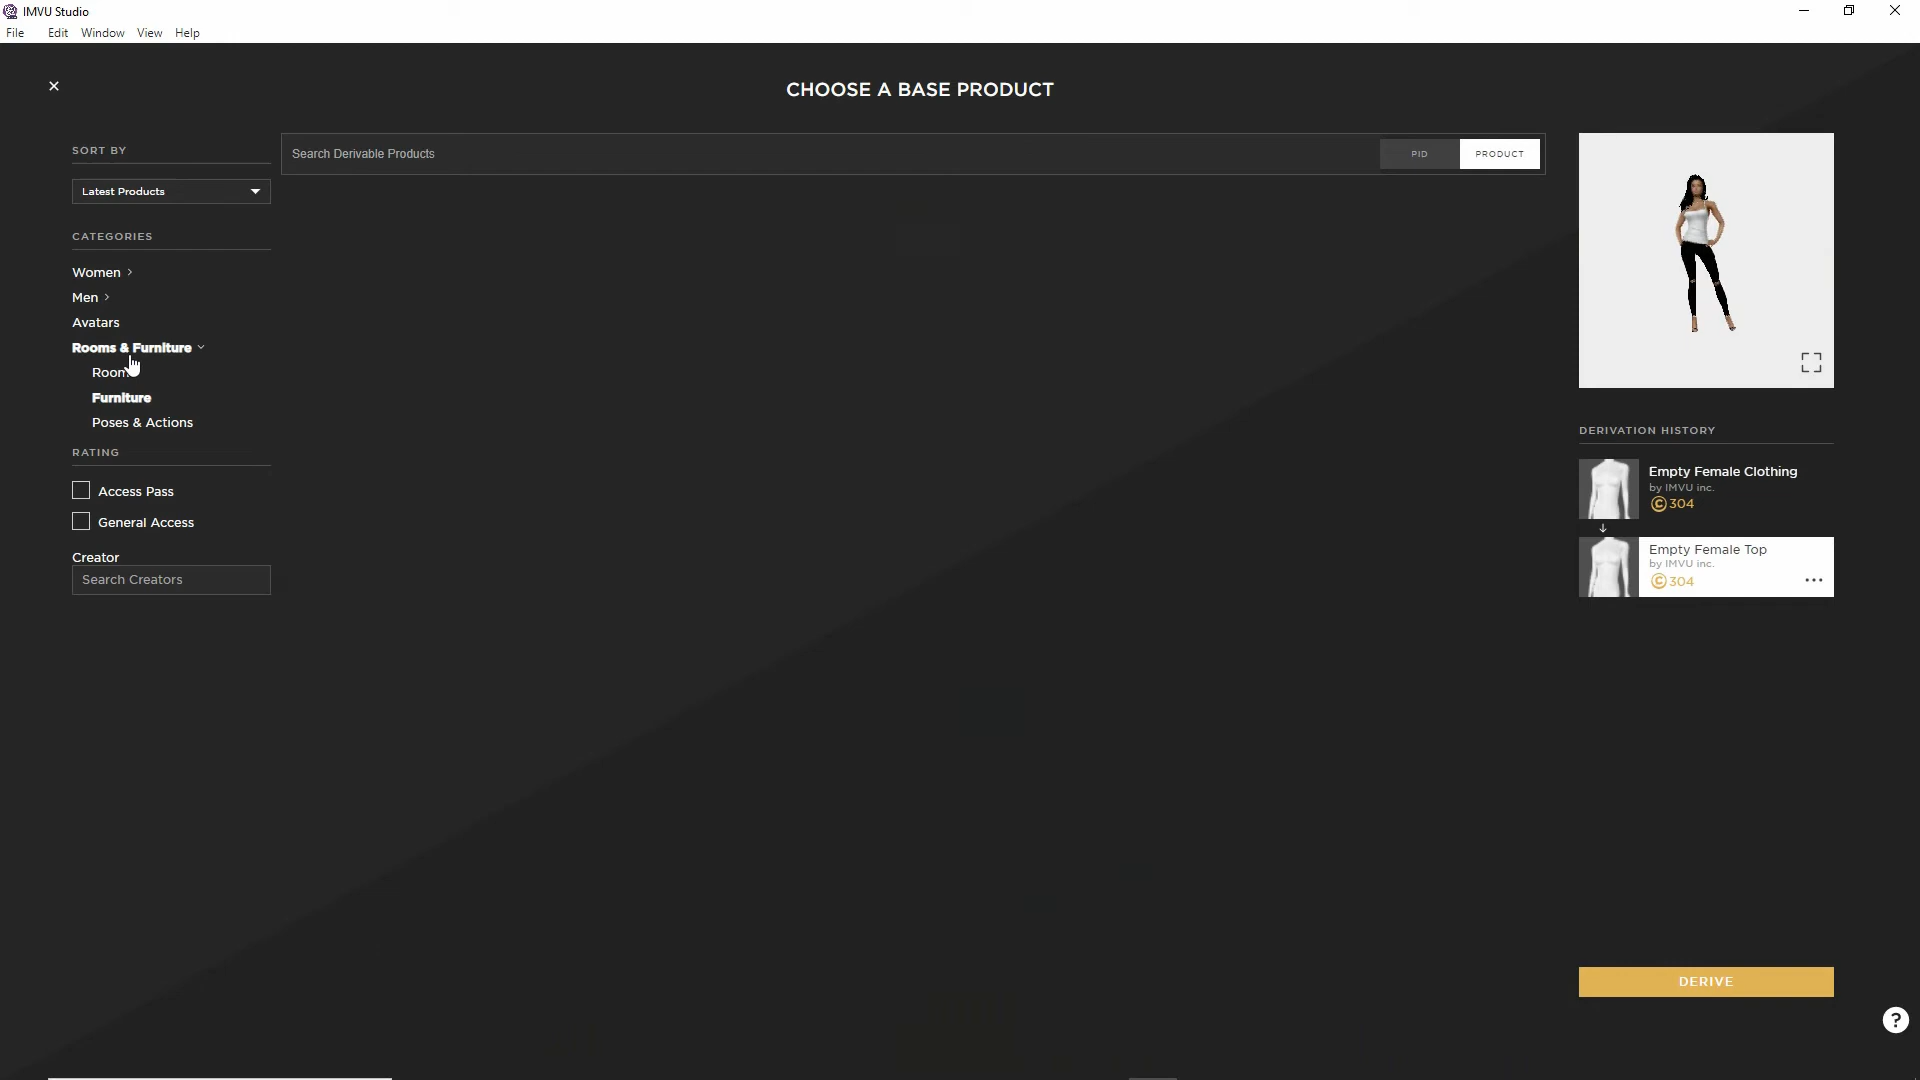 IMVU Studio
File Edit Window View Help
CHOOSE A BASE PRODUCT
SORT BY
Latest Products
Search Derivable Products
PID
PRODUCT
CATEGORIES
Women
Men
Avatars
Rooms & Furniture
Furniture
Poses & Actions
RATING
Access Pass
General Access
Creator
Search Creators
DERIVATION HISTORY
Empty Female Clothing
by IMVU inc.
304
Empty Female Top
by IMVU inc.
304
DERIVE
?